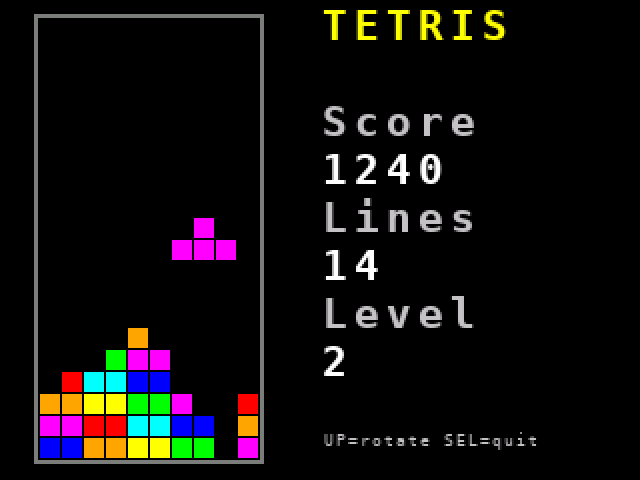 TETRIS
Score
1240
Lines
14
Level
2
UP=rotate SEL=quit